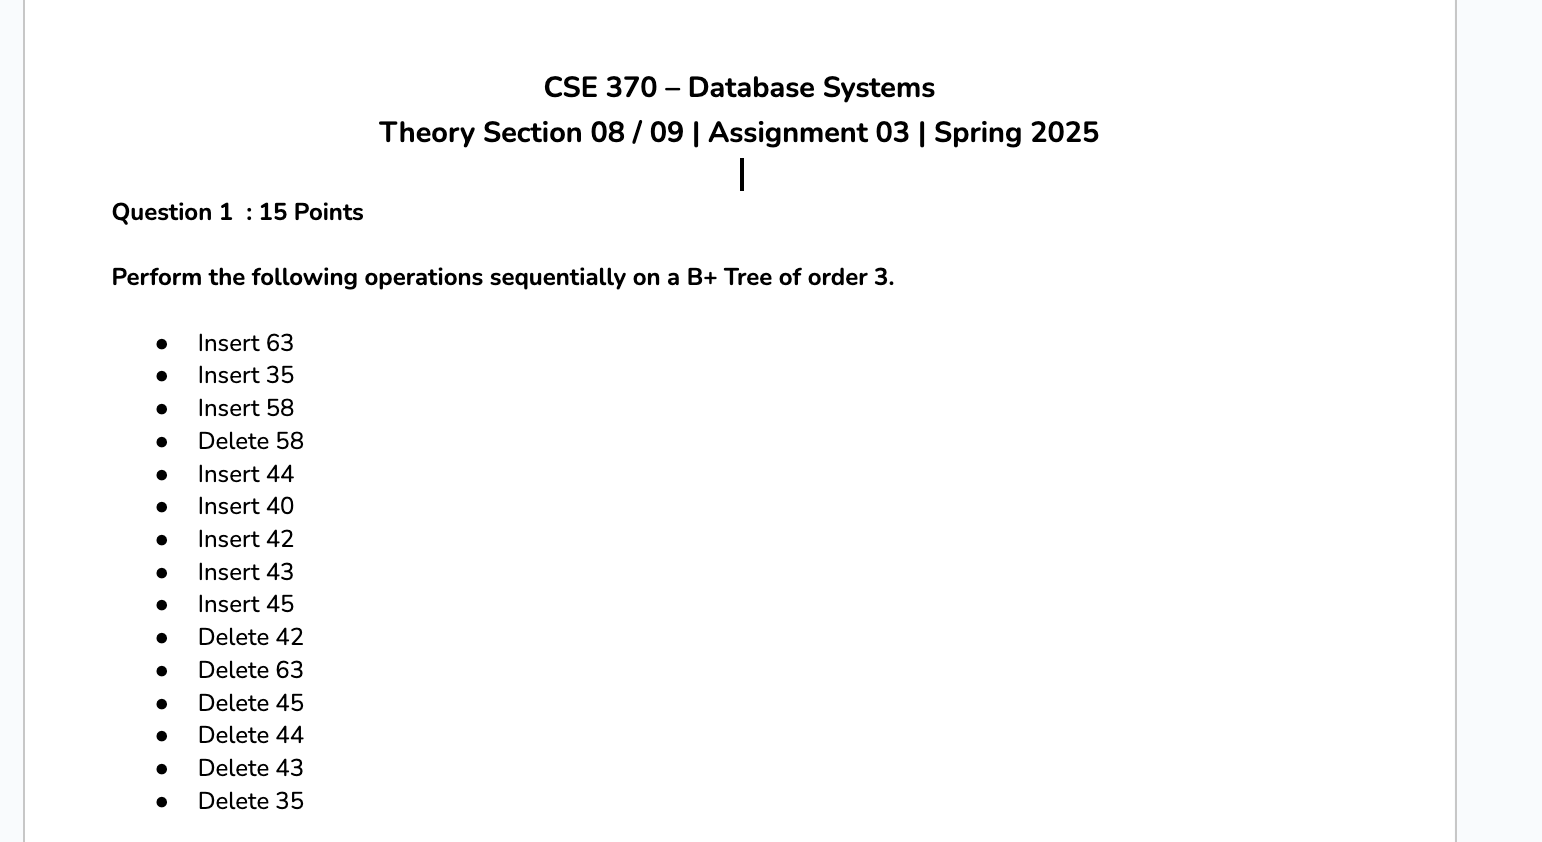 CSE 370 – Database Systems
Theory Section 08 / 09 | Assignment 03 | Spring 2025
Question 1  : 15 Points
Perform the following operations sequentially on a B+ Tree of order 3.
● Insert 63
● Insert 35
● Insert 58
● Delete 58
● Insert 44
● Insert 40
● Insert 42
● Insert 43
● Insert 45
● Delete 42
● Delete 63
● Delete 45
● Delete 44
● Delete 43
● Delete 35